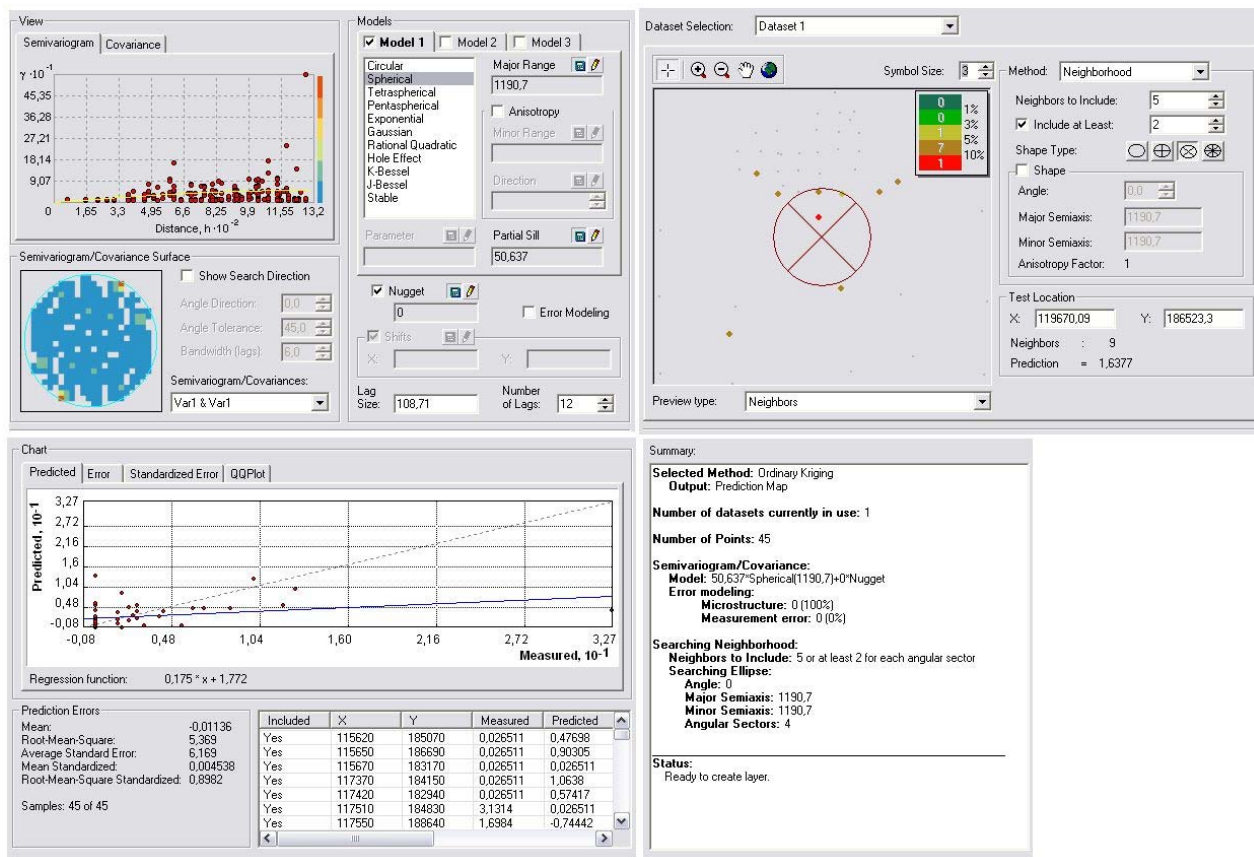 View
Semivariogram Covariance
γ·10⁻¹
45,35
36,28
27,21
18,14
9,07
0 1,65 3,3 4,95 6,6 8,25 9,9 11,55 13,2
Distance, h·10⁻²
Semivariogram/Covariance Surface
Show Search Direction
Angle Direction: 0,0
Angle Tolerance: 45,0
Bandwidth (lags): 6,0
Semivariogram/Covariances:
Var1 & Var1
Models
Model 1 Model 2 Model 3
Circular
Spherical
Tetraspherical
Pentaspherical
Exponential
Gaussian
Rational Quadratic
Hole Effect
K-Bessel
J-Bessel
Stable
Major Range
1190,7
Anisotropy
Minor Range
Direction
Parameter
Partial Sill
50,637
Nugget
0
Error Modeling
Shifts
X: Y:
Lag Size: 108,71
Number of Lags: 12
Dataset Selection: Dataset 1
Symbol Size: 3
0
0
1
7
1
1%
3%
5%
10%
Preview type: Neighbors
Method: Neighborhood
Neighbors to Include: 5
Include at Least: 2
Shape Type:
Shape
Angle: 0,0
Major Semiaxis: 1190,7
Minor Semiaxis: 1190,7
Anisotropy Factor: 1
Test Location
X: 119670,09 Y: 186523,3
Neighbors : 9
Prediction = 1,6377
Chart
Predicted Error Standardized Error QQPlot
Predicted, 10⁻¹
3,27
2,72
2,16
1,6
1,04
0,48
-0,08
-0,08 0,48 1,04 1,60 2,16 2,72 3,27
Measured, 10⁻¹
Regression function: 0,175 * x + 1,772
Prediction Errors
Mean: -0,01136
Root-Mean-Square: 5,369
Average Standard Error: 6,169
Mean Standardized: 0,004538
Root-Mean-Square Standardized: 0,8982
Samples: 45 of 45
Included X Y Measured Predicted
Yes 115620 185070 0,026511 0,47698
Yes 115650 186690 0,026511 0,90305
Yes 115670 183170 0,026511 0,026511
Yes 117370 184150 0,026511 1,0638
Yes 117420 182940 0,026511 0,57417
Yes 117510 184830 3,1314 0,026511
Yes 117550 188640 1,6984 -0,74442
Summary:
Selected Method: Ordinary Kriging
Output: Prediction Map
Number of datasets currently in use: 1
Number of Points: 45
Semivariogram/Covariance:
Model: 50,637*Spherical(1190,7)+0*Nugget
Error modeling:
Microstructure: 0 (100%)
Measurement error: 0 (0%)
Searching Neighborhood:
Neighbors to Include: 5 or at least 2 for each angular sector
Searching Ellipse:
Angle: 0
Major Semiaxis: 1190,7
Minor Semiaxis: 1190,7
Angular Sectors: 4
Status:
Ready to create layer.